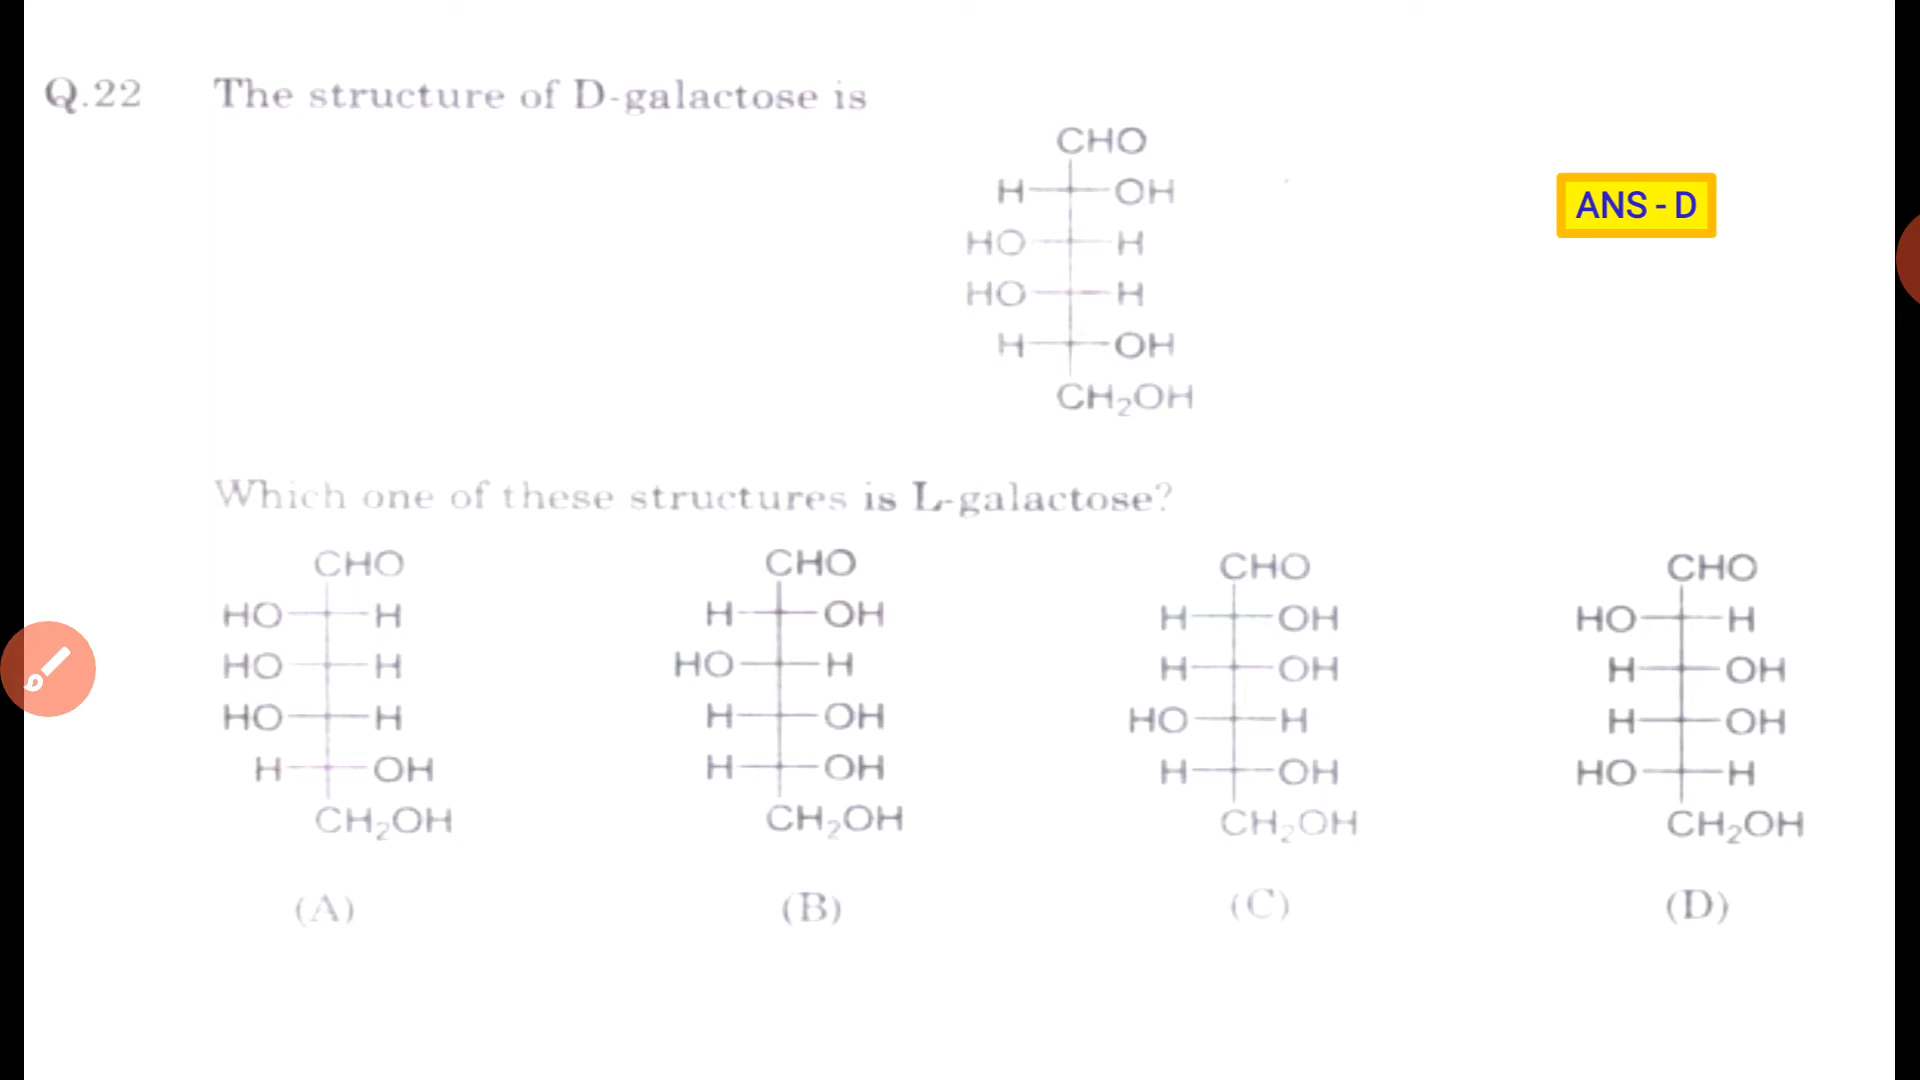 Q.22 The structure of D-galactose is
CHO
H OH
HO H
HO H
H OH
CH₂OH
ANS - D
Which one of these structures is L-galactose?
CHO
HO H
HO H
HO H
H OH
CH₂OH
(A)
CHO
H OH
HO H
H OH
H OH
CH₂OH
(B)
CHO
H OH
H OH
HO H
H OH
CH₂OH
(C)
CHO
HO H
H OH
H OH
HO H
CH₂OH
(D)